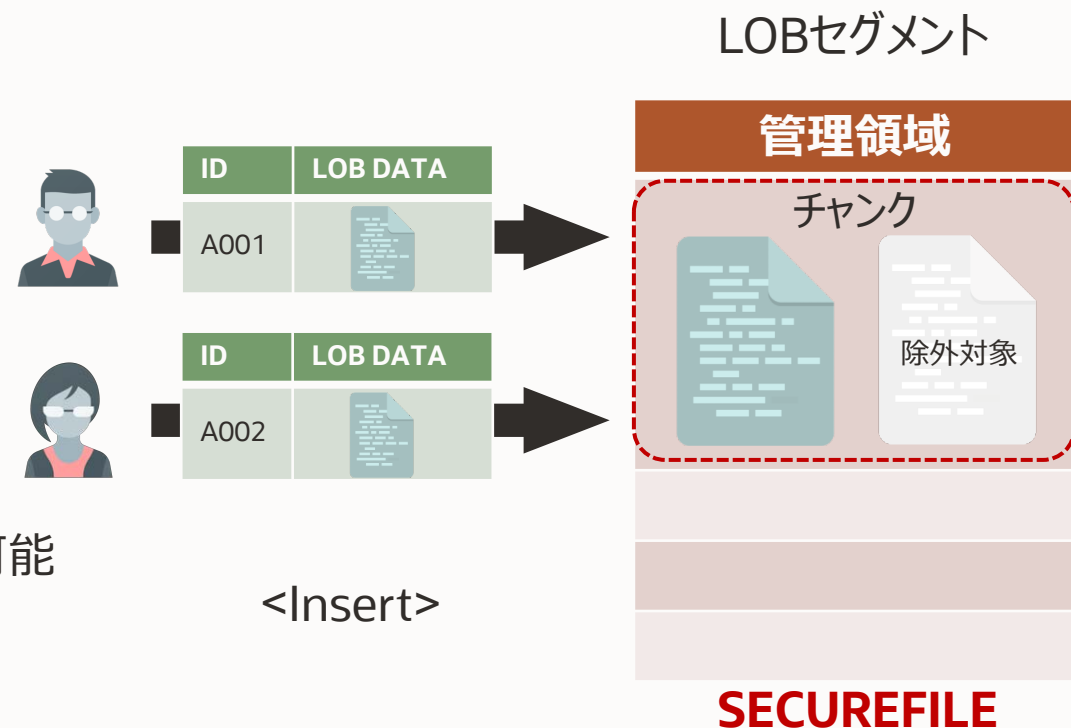 LOBセグメント
管理領域
チャンク
除外対象
ID LOB DATA
A001
ID LOB DATA
A002
可能
<Insert>
SECUREFILE